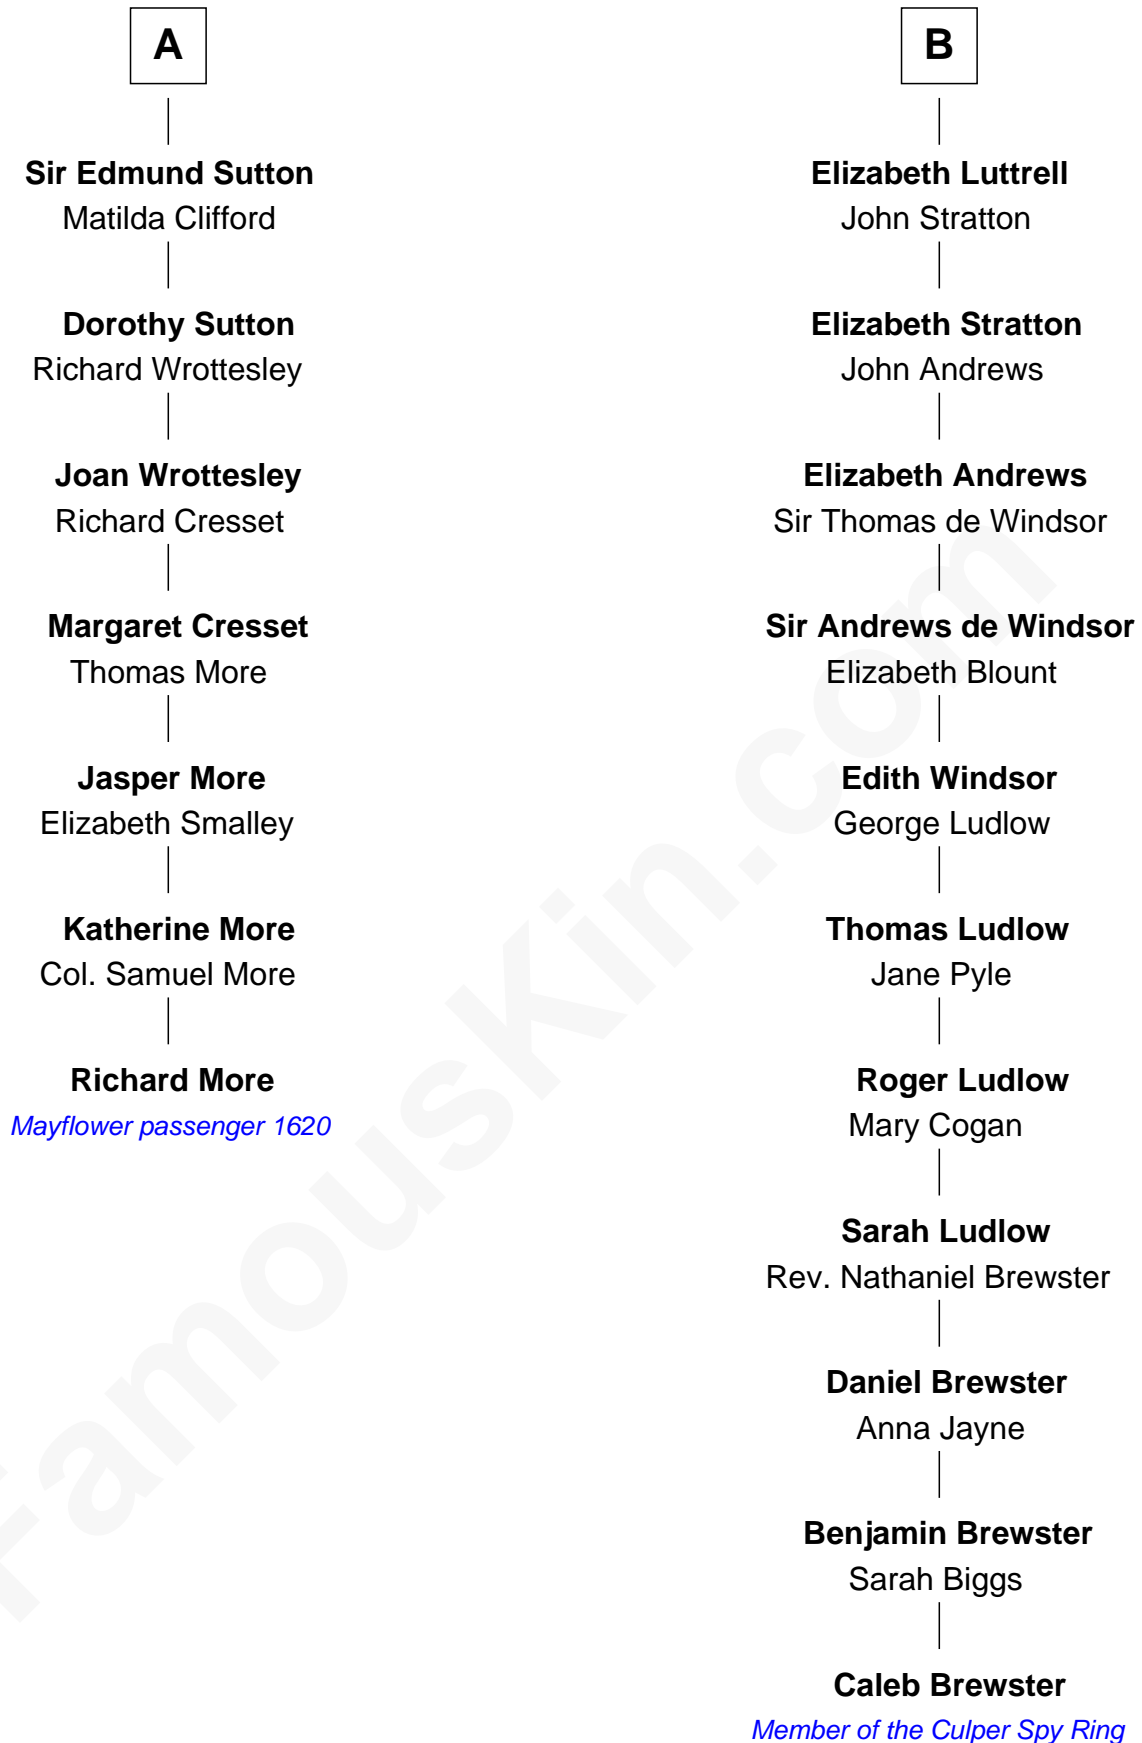 A
Sir Edmund Sutton
Matilda Clifford
Dorothy Sutton
Richard Wrottesley
Joan Wrottesley
Richard Cresset
Margaret Cresset
Thomas More
Jasper More
Elizabeth Smalley
Katherine More
Col. Samuel More
Richard More
Mayflower passenger 1620
B
Elizabeth Luttrell
John Stratton
Elizabeth Stratton
John Andrews
Elizabeth Andrews
Sir Thomas de Windsor
Sir Andrews de Windsor
Elizabeth Blount
Edith Windsor
George Ludlow
Thomas Ludlow
Jane Pyle
Roger Ludlow
Mary Cogan
Sarah Ludlow
Rev. Nathaniel Brewster
Daniel Brewster
Anna Jayne
Benjamin Brewster
Sarah Biggs
Caleb Brewster
Member of the Culper Spy Ring
FamousKin.com